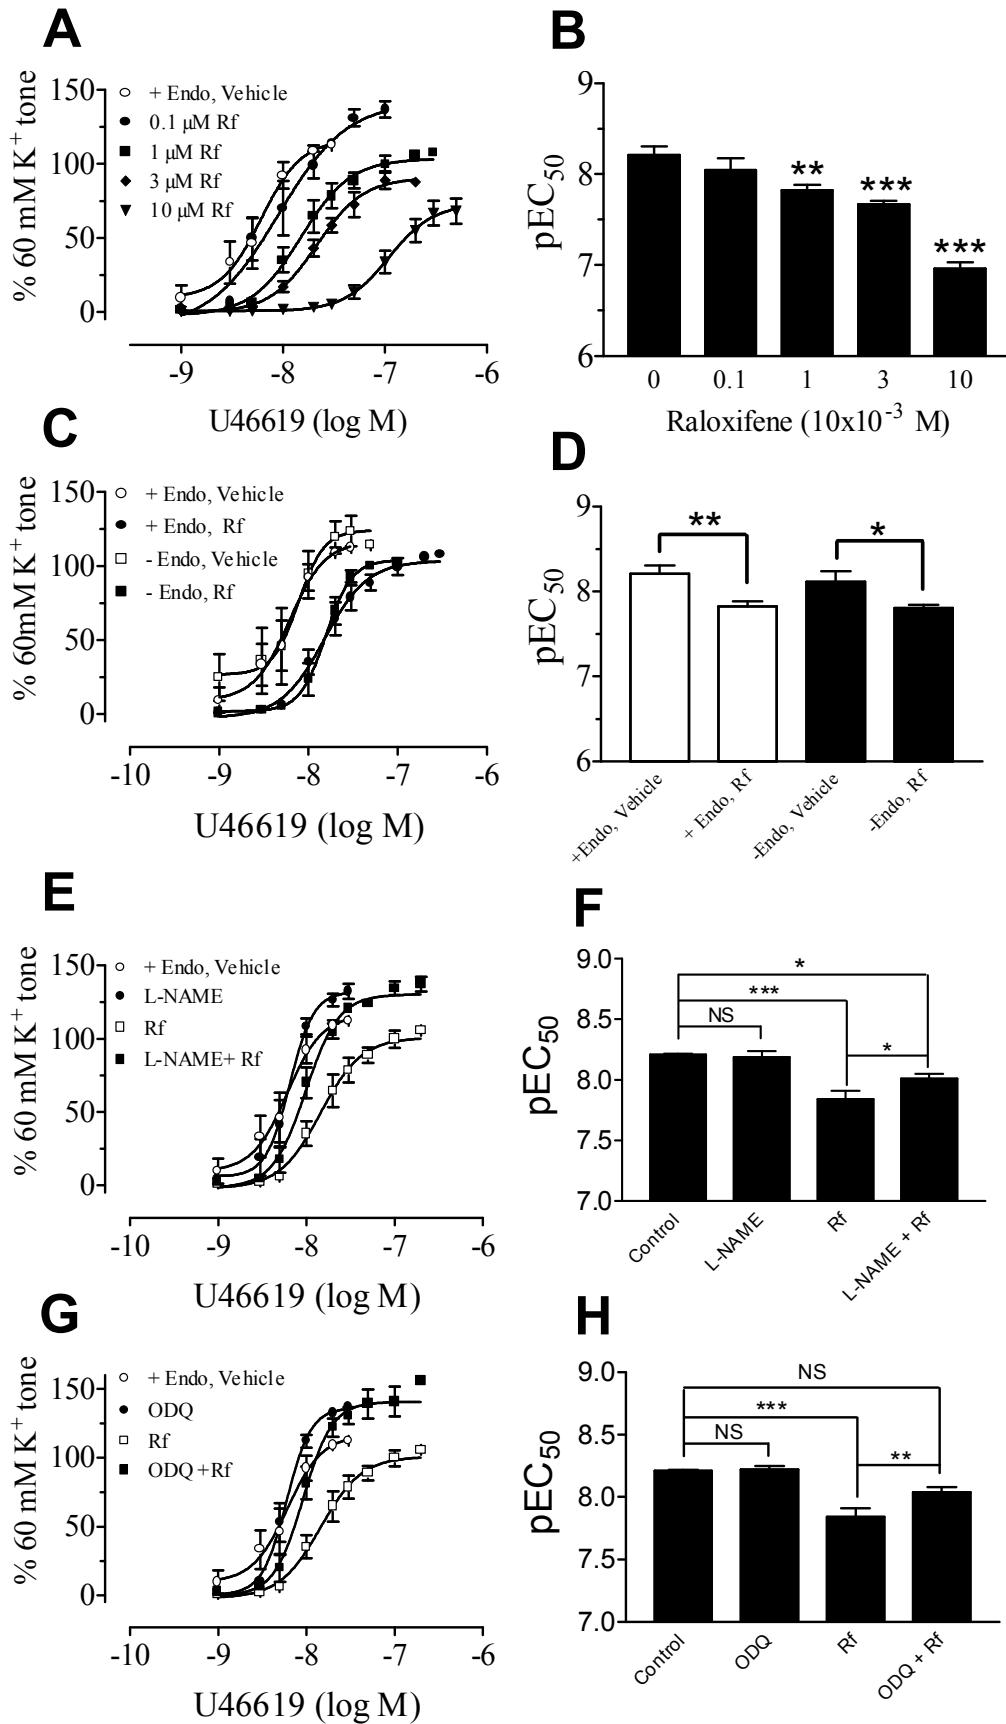 A
150
100
50
0
% 60 mM K+ tone
+ Endo, Vehicle
0.1 μM Rf
1 μM Rf
3 μM Rf
10 μM Rf
-9 -8 -7 -6
U46619 (log M)
B
9
8
7
6
pEC50
**
***
***
0 0.1 1 3 10
Raloxifene (10x10-3 M)
C
150
100
50
0
% 60mM K+ tone
+ Endo, Vehicle
+ Endo, Rf
- Endo, Vehicle
- Endo, Rf
-10 -9 -8 -7 -6
U46619 (log M)
D
9
8
7
6
pEC50
**
*
+Endo, Vehicle
+ Endo, Rf
-Endo, Vehicle
-Endo, Rf
E
150
100
50
0
% 60 mM K+ tone
+ Endo, Vehicle
L-NAME
Rf
L-NAME+ Rf
-10 -9 -8 -7 -6
U46619 (log M)
F
9.0
8.5
8.0
7.5
7.0
pEC50
*
***
NS
*
Control
L-NAME
Rf
L-NAME + Rf
G
150
100
50
0
% 60 mM K+ tone
+ Endo, Vehicle
ODQ
Rf
ODQ +Rf
-10 -9 -8 -7 -6
U46619 (log M)
H
9.0
8.5
8.0
7.5
7.0
pEC50
NS
***
NS
**
Control
ODQ
Rf
ODQ + Rf